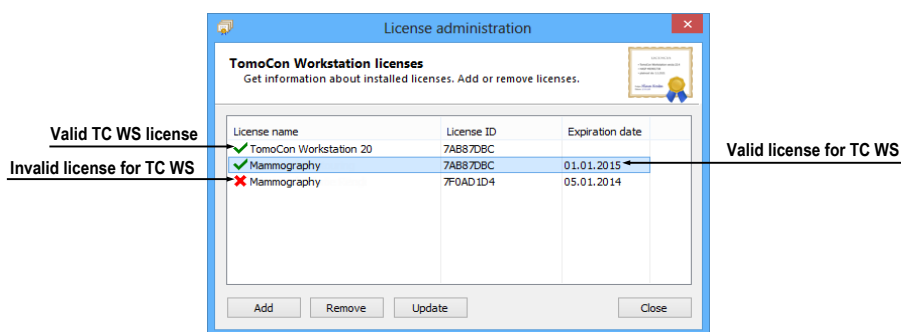 License administration
TomoCon Workstation licenses
Get information about installed licenses. Add or remove licenses.
License name License ID Expiration date
Valid TC WS license
TomoCon Workstation 20 7AB87DBC
Valid license for TC WS
Mammography 7AB87DBC 01.01.2015
Invalid license for TC WS
Mammography 7F0AD1D4 05.01.2014
Add Remove Update Close